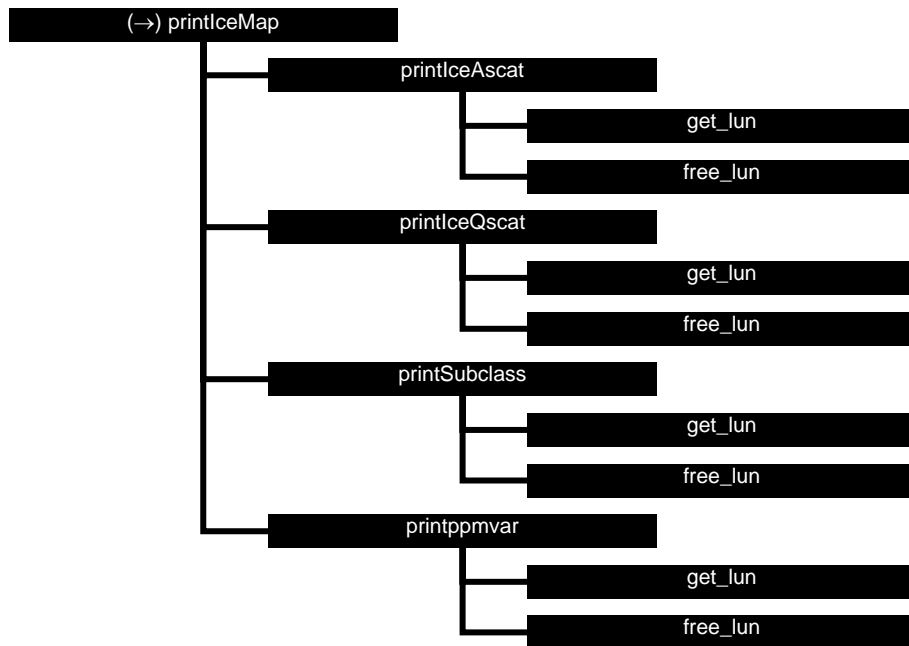 (→) printIceMap
printIceAscat
get_lun
free_lun
printIceQscat
get_lun
free_lun
printSubclass
get_lun
free_lun
printppmvar
get_lun
free_lun